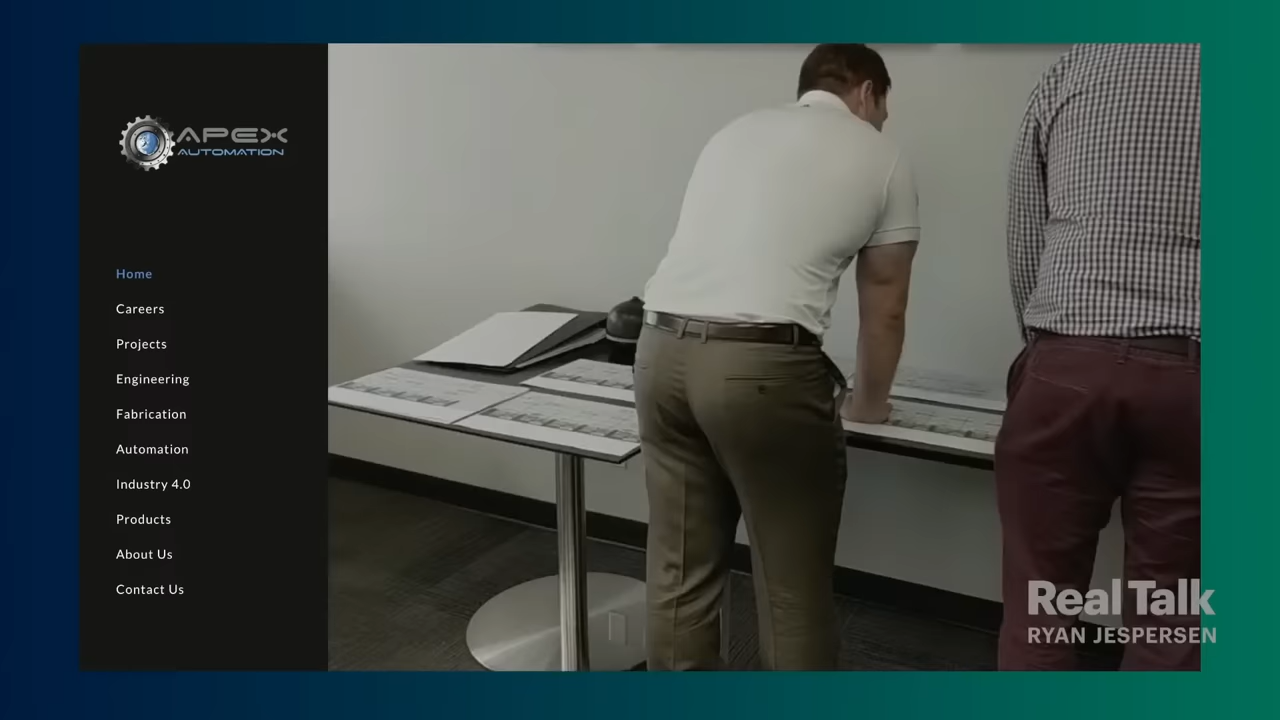 APEX
AUTOMATION
Home
Careers
Projects
Engineering
Fabrication
Automation
Industry 4.0
Products
About Us
Contact Us
Real Talk
RYAN JESPERSEN